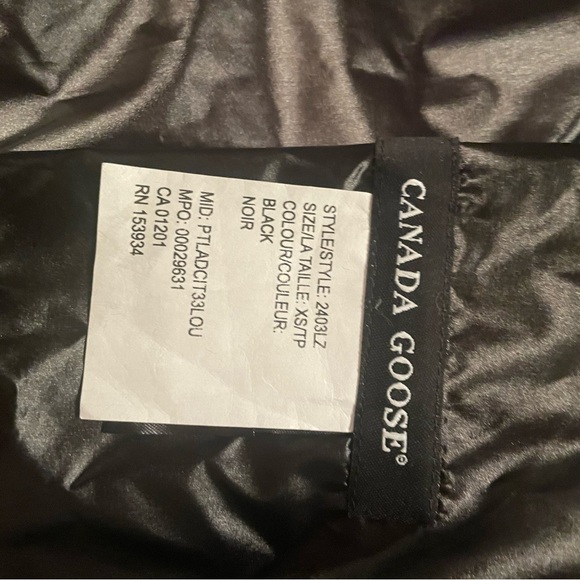 CANADA GOOSE®
STYLE/STYLE: 2403LZ
SIZE/LA TAILLE: XS/TP
COLOUR/COULEUR:
BLACK
NOIR
MID: PTLADCIT33LOU
MPO: 00029631
CA 01201
RN 153934